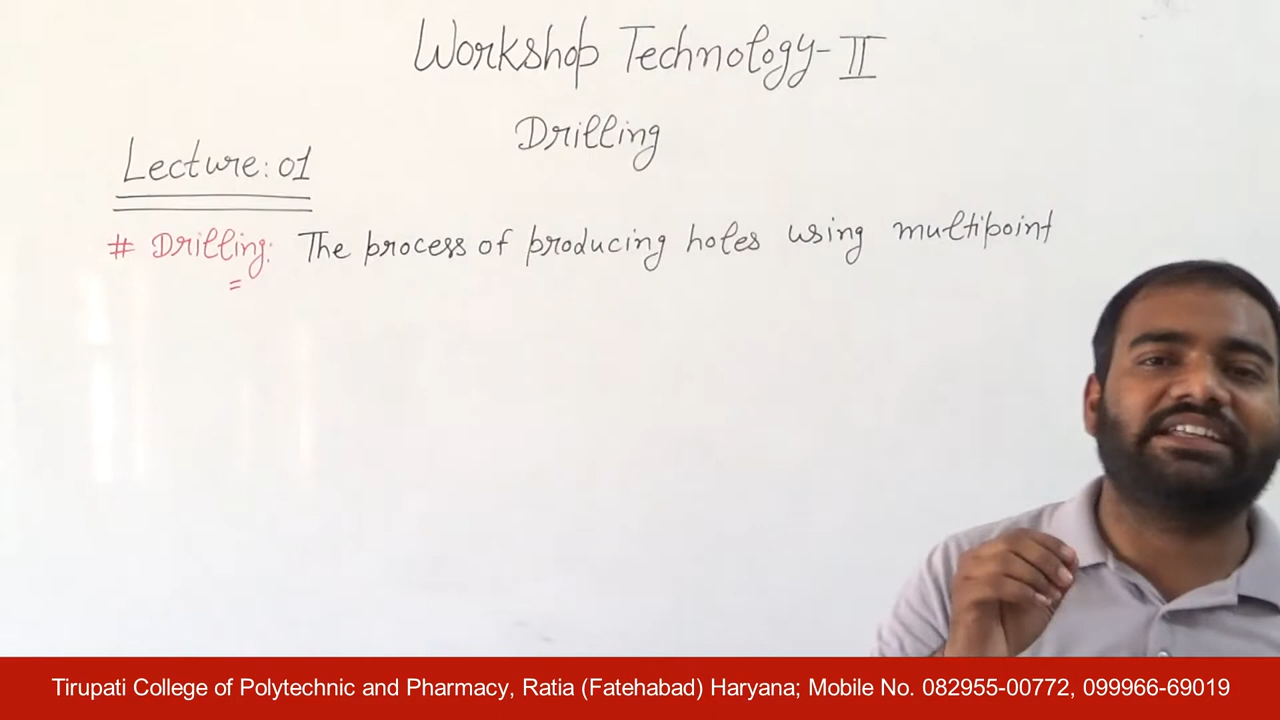 Workshop Technology-II
Drilling
Lecture: 01
# Drilling: The process of producing holes using multipoint
Tirupati College of Polytechnic and Pharmacy, Ratia (Fatehabad) Haryana; Mobile No. 082955-00772, 099966-69019